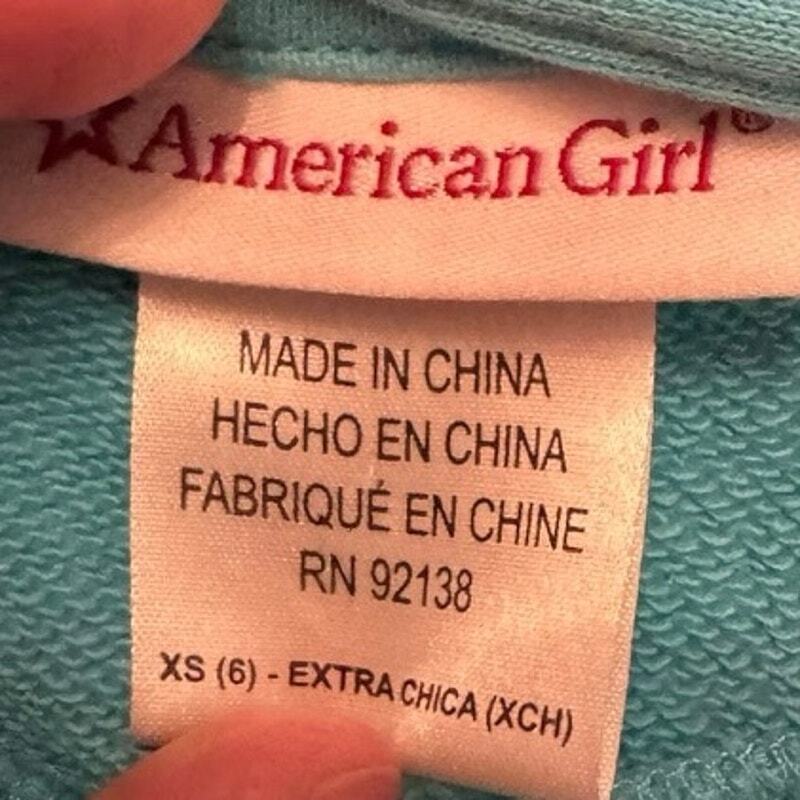 American Girl®
MADE IN CHINA
HECHO EN CHINA
FABRIQUÉ EN CHINE
RN 92138
XS (6) - EXTRA CHICA (XCH)